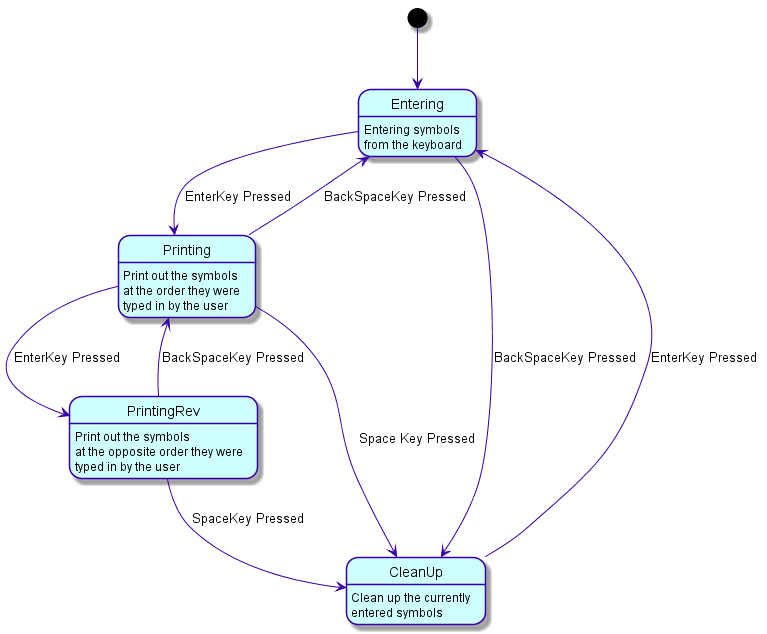 Entering
Entering symbols
from the keyboard
EnterKey Pressed
BackSpaceKey Pressed
Printing
Print out the symbols
at the order they were
typed in by the user
EnterKey Pressed
BackSpaceKey Pressed
BackSpaceKey Pressed
EnterKey Pressed
PrintingRev
Print out the symbols
at the opposite order they were
typed in by the user
Space Key Pressed
SpaceKey Pressed
CleanUp
Clean up the currently
entered symbols